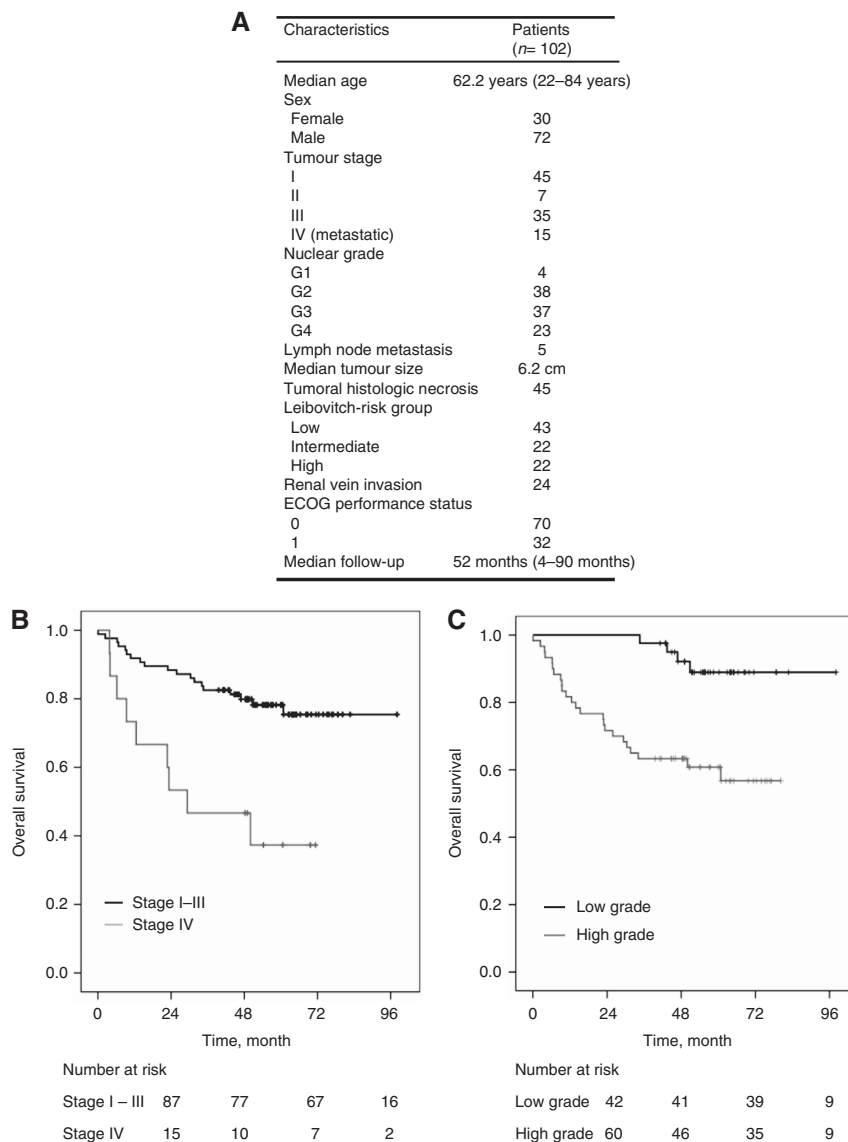 A
Characteristics Patients
(n= 102)
Median age 62.2 years (22–84 years)
Sex
Female 30
Male 72
Tumour stage
I 45
II 7
III 35
IV (metastatic) 15
Nuclear grade
G1 4
G2 38
G3 37
G4 23
Lymph node metastasis 5
Median tumour size 6.2 cm
Tumoral histologic necrosis 45
Leibovitch-risk group
Low 43
Intermediate 22
High 22
Renal vein invasion 24
ECOG performance status
0 70
1 32
Median follow-up 52 months (4–90 months)
B
Overall survival
1.0
0.8
0.6
0.4
0.2
0.0
Stage I–III
Stage IV
0 24 48 72 96
Time, month
Number at risk
Stage I – III 87 77 67 16
Stage IV 15 10 7 2
C
Overall survival
1.0
0.8
0.6
0.4
0.2
0.0
Low grade
High grade
0 24 48 72 96
Time, month
Number at risk
Low grade 42 41 39 9
High grade 60 46 35 9